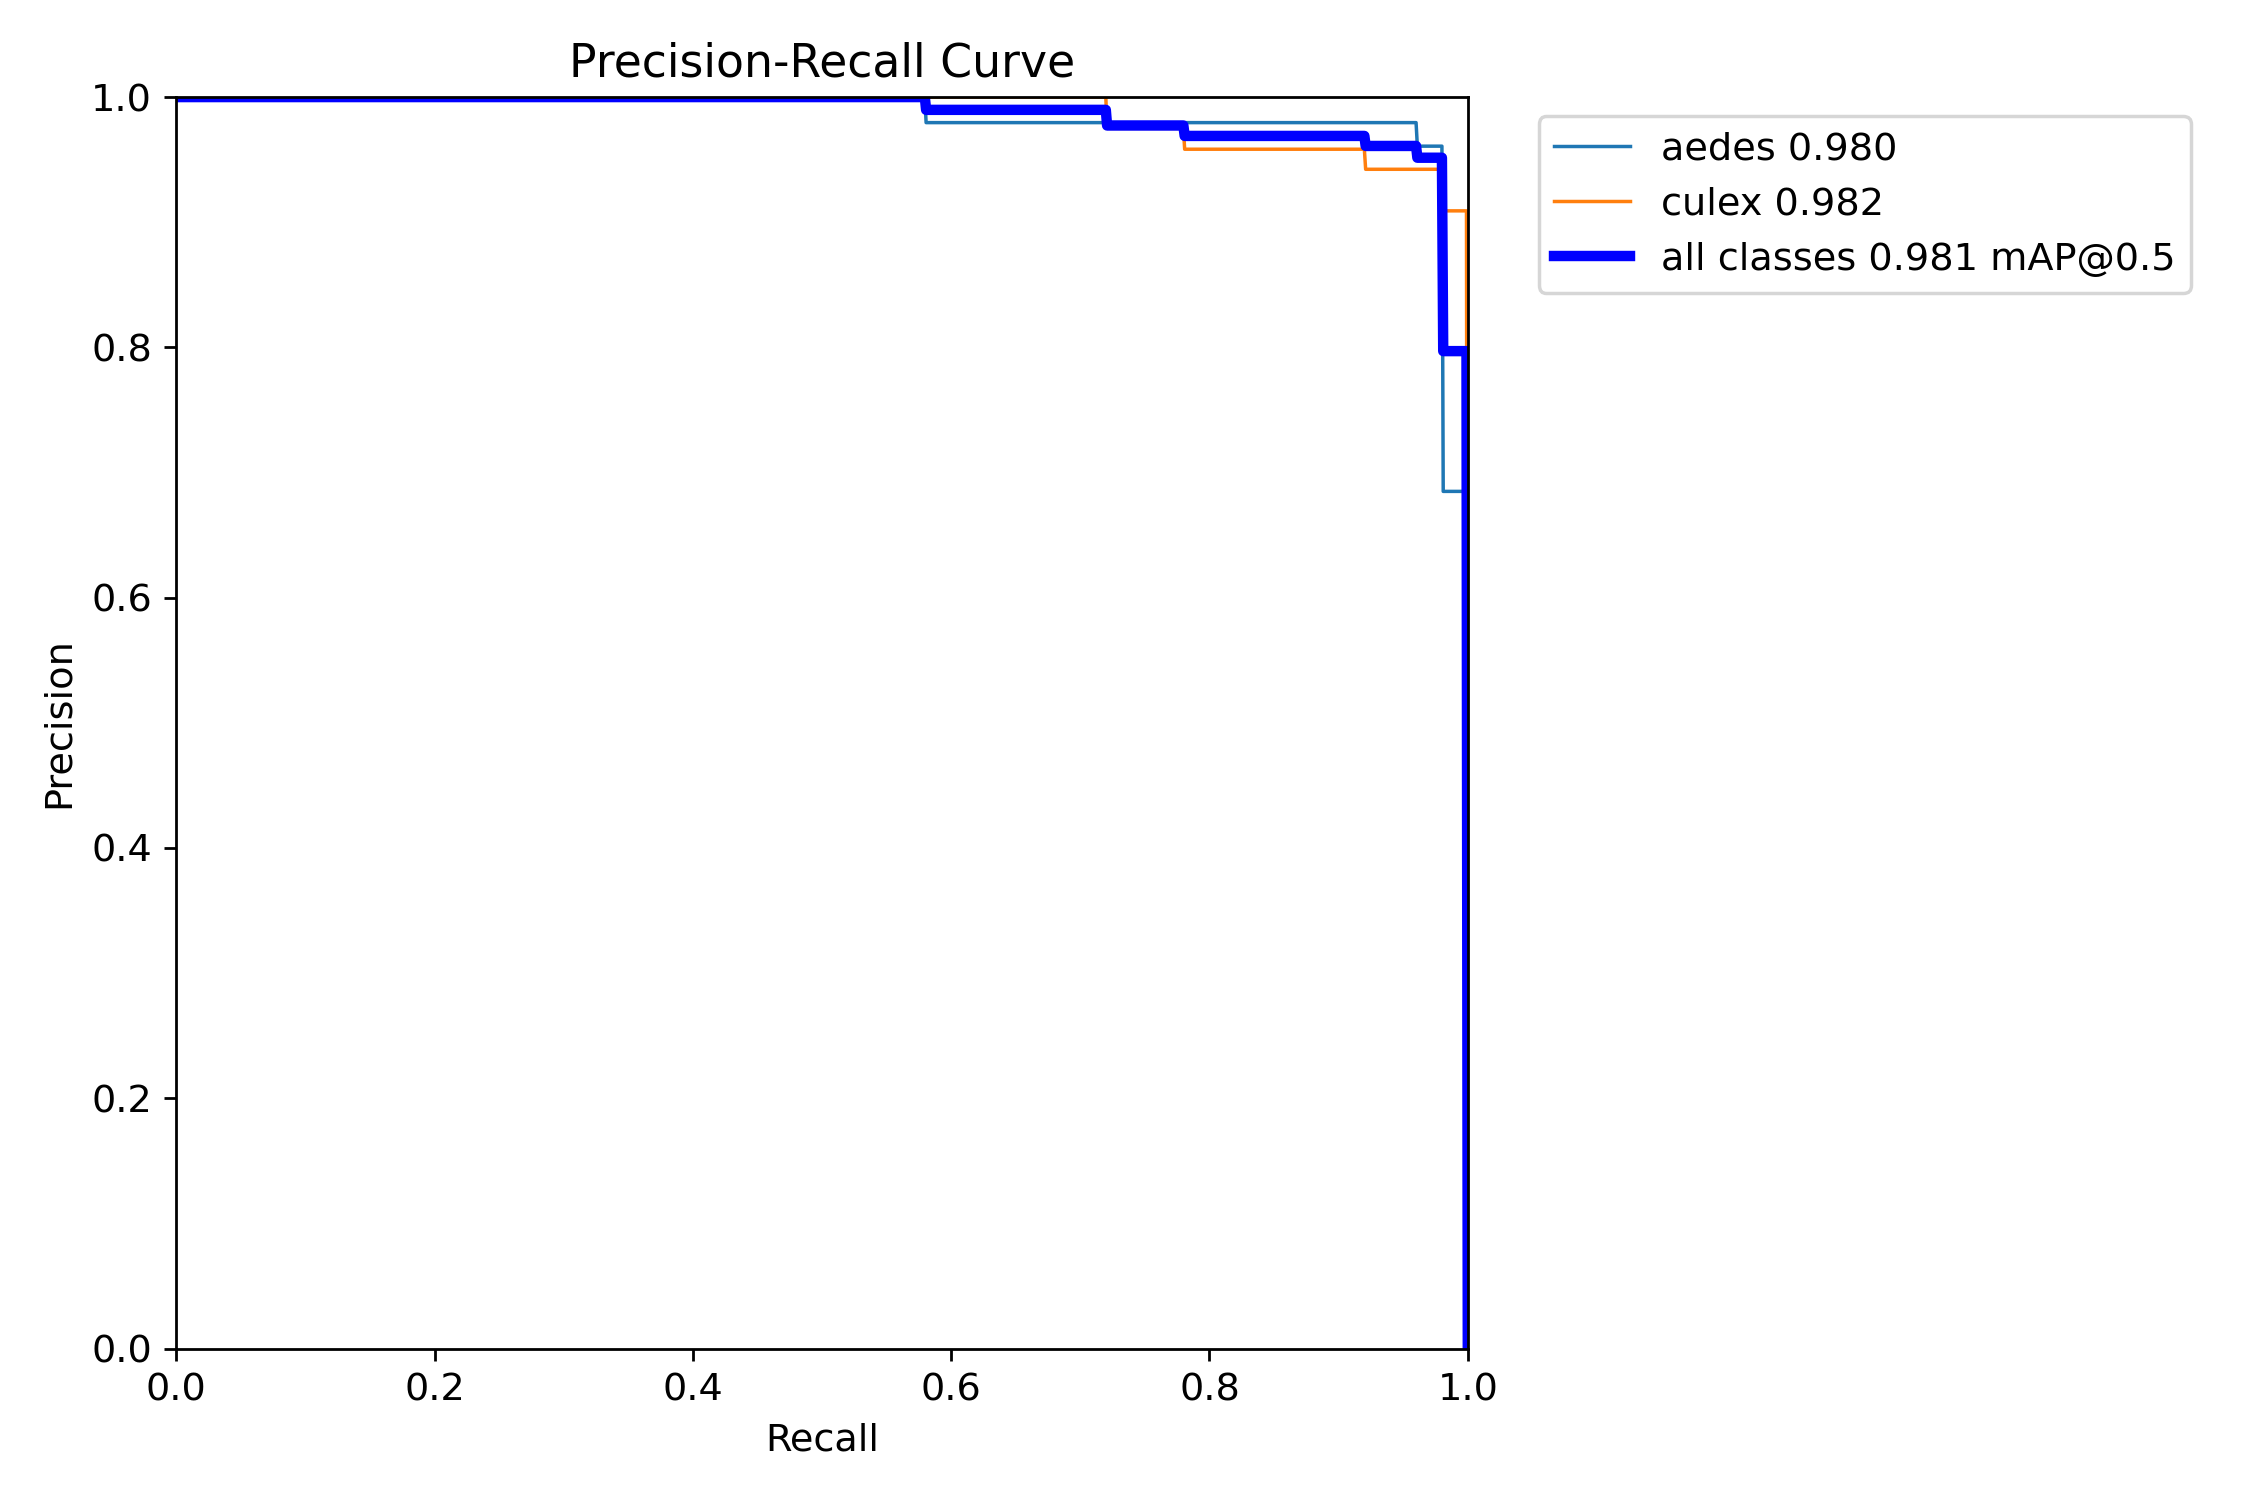 Precision-Recall Curve
1.0
0.8
0.6
0.4
0.2
0.0
Precision
0.0 0.2 0.4 0.6 0.8 1.0
Recall
aedes 0.980
culex 0.982
all classes 0.981 mAP@0.5